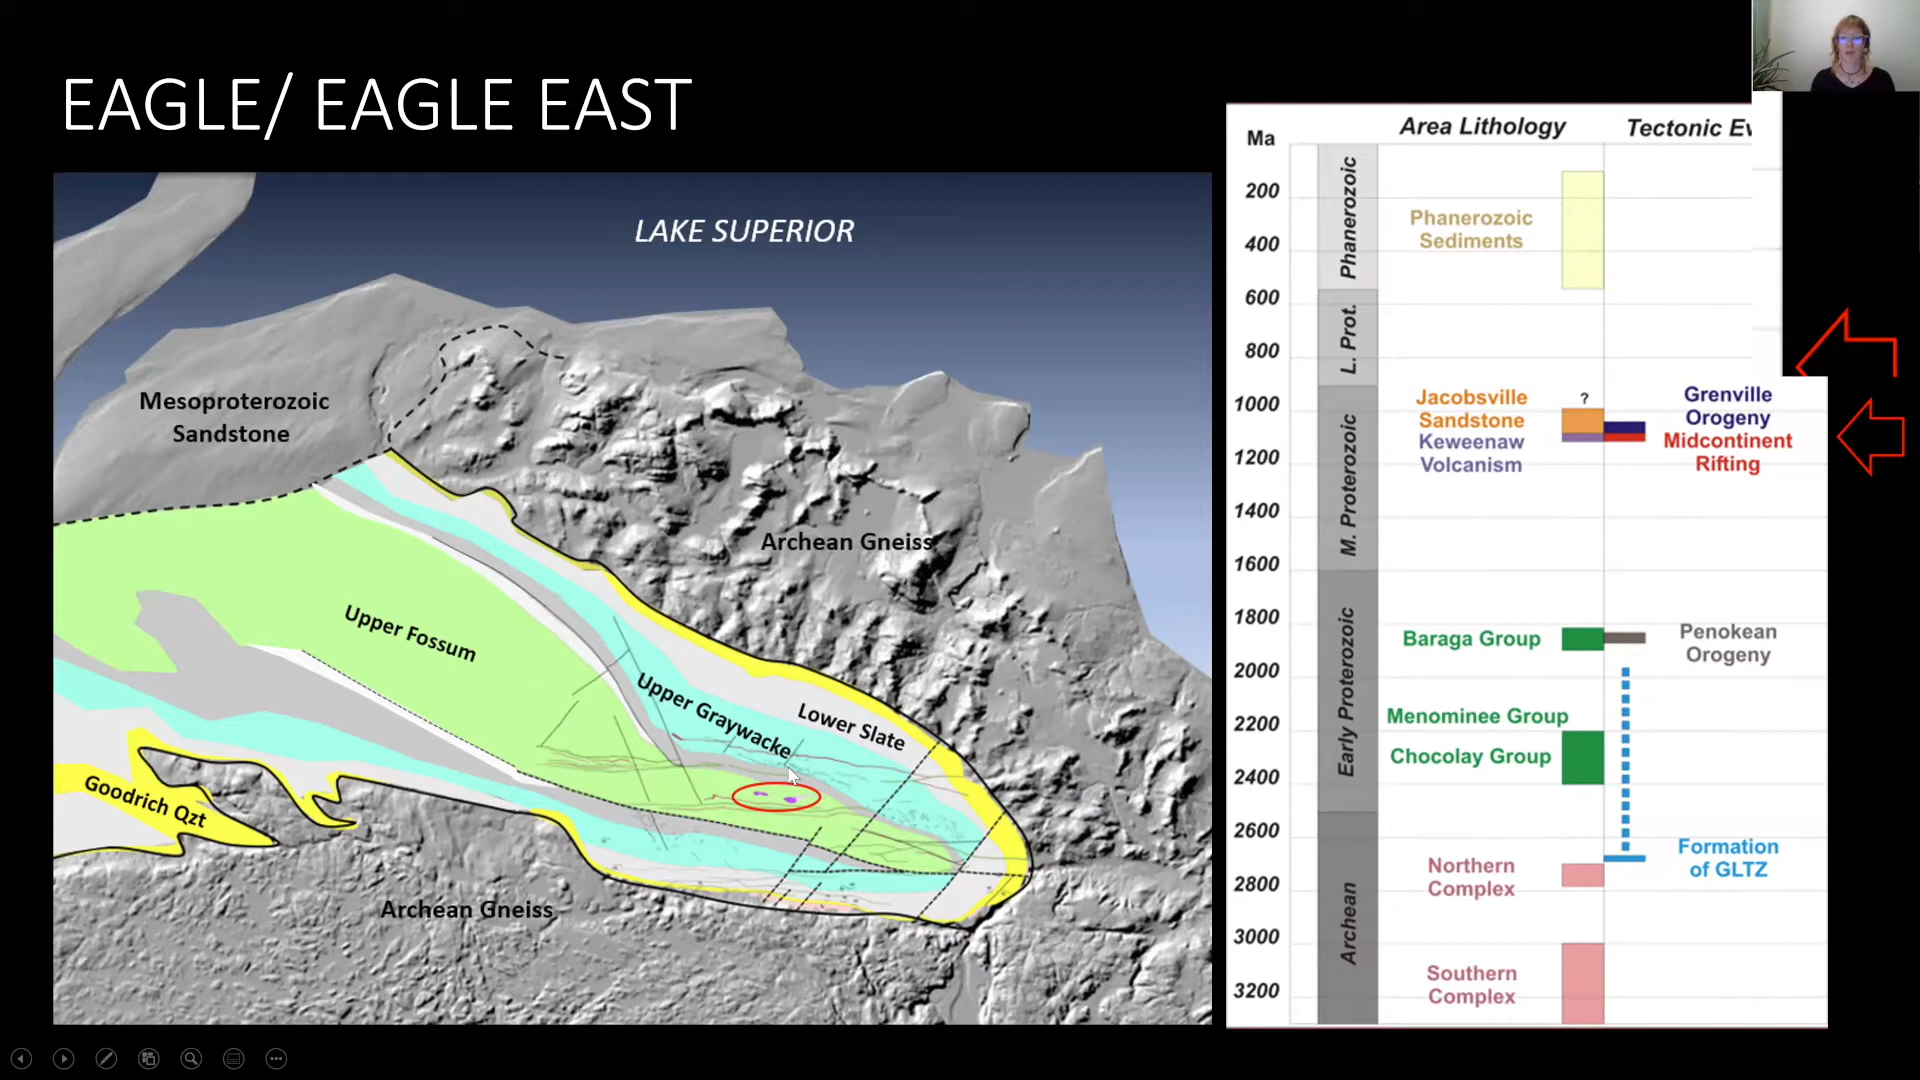 EAGLE/ EAGLE EAST
LAKE SUPERIOR
Mesoproterozoic
Sandstone
Archean Gneiss
Upper Fossum
Upper Graywacke
Lower Slate
Goodrich Qzt
Archean Gneiss
Ma
Area Lithology
Tectonic Ev
200
400
600
800
1000
1200
1400
1600
1800
2000
2200
2400
2600
2800
3000
3200
Phanerozoic
L. Prot.
M. Proterozoic
Early Proterozoic
Archean
Phanerozoic
Sediments
Jacobsville
Sandstone
Keweenaw
Volcanism
?
Grenville
Orogeny
Midcontinent
Rifting
Baraga Group
Penokean
Orogeny
Menominee Group
Chocolay Group
Formation
of GLTZ
Northern
Complex
Southern
Complex